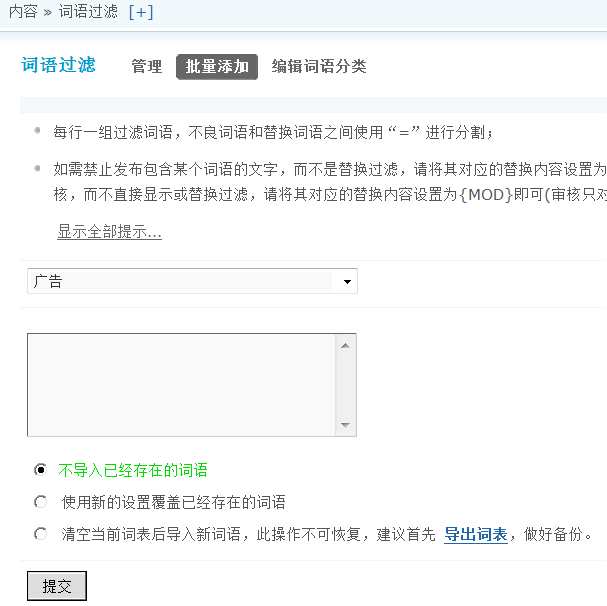 内容 » 词语过滤 [+]
词语过滤 管理 批量添加 编辑词语分类
每行一组过滤词语，不良词语和替换词语之间使用“=”进行分割；
如需禁止发布包含某个词语的文字，而不是替换过滤，请将其对应的替换内容设置为
核，而不直接显示或替换过滤，请将其对应的替换内容设置为{MOD}即可(审核只对
显示全部提示...
广告
不导入已经存在的词语
使用新的设置覆盖已经存在的词语
清空当前词表后导入新词语，此操作不可恢复，建议首先 导出词表，做好备份。
提交